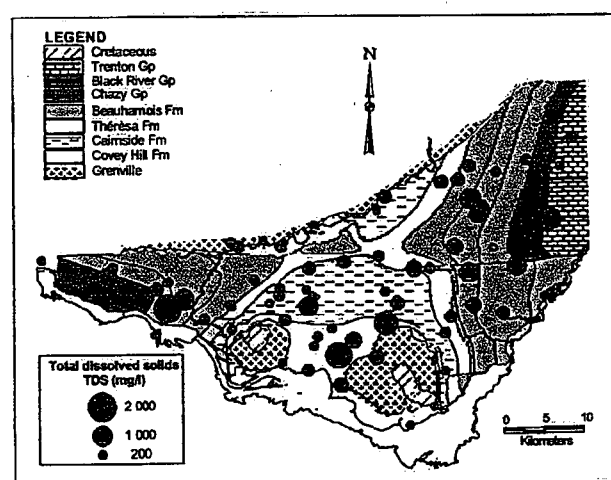 LEGEND
Cretaceous
Trenton Gp
Black River Gp
Chazy Gp
Beauharnois Fm
Thérèsa Fm
Cairnside Fm
Covey Hill Fm
Grenville
N
Total dissolved solids
TDS (mg/l)
2 000
1 000
200
0 5 10
Kilometers